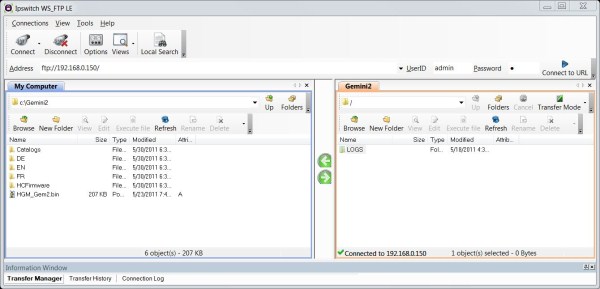 Ipswitch WS_FTP LE
Connections View Tools Help
Connect Disconnect Options Views Local Search
Address ftp://192.168.0.150/ UserID admin Password Connect to URL
My Computer
c:\Gemini2 Up Folders
Browse New Folder View Edit Execute file Refresh Rename Delete
Name Size Type Modified Attri...
Catalogs File... 5/30/2011 6:3...
DE File... 5/30/2011 6:3...
EN File... 5/30/2011 6:3...
FR File... 5/30/2011 6:3...
HCFirmware File... 5/30/2011 6:3...
HGM_Gem2.bin 207 KB Po... 5/23/2011 7:4... A
6 object(s) - 207 KB
Gemini2
/ Up Folders Cancel Transfer Mode
Browse New Folder View Edit Execute file Refresh Rename Delete
Name Size Type Modified Attrib...
LOGS Fol... 5/18/2011 4:3...
Connected to 192.168.0.150 1 object(s) selected - 0 Bytes
Information Window
Transfer Manager Transfer History Connection Log